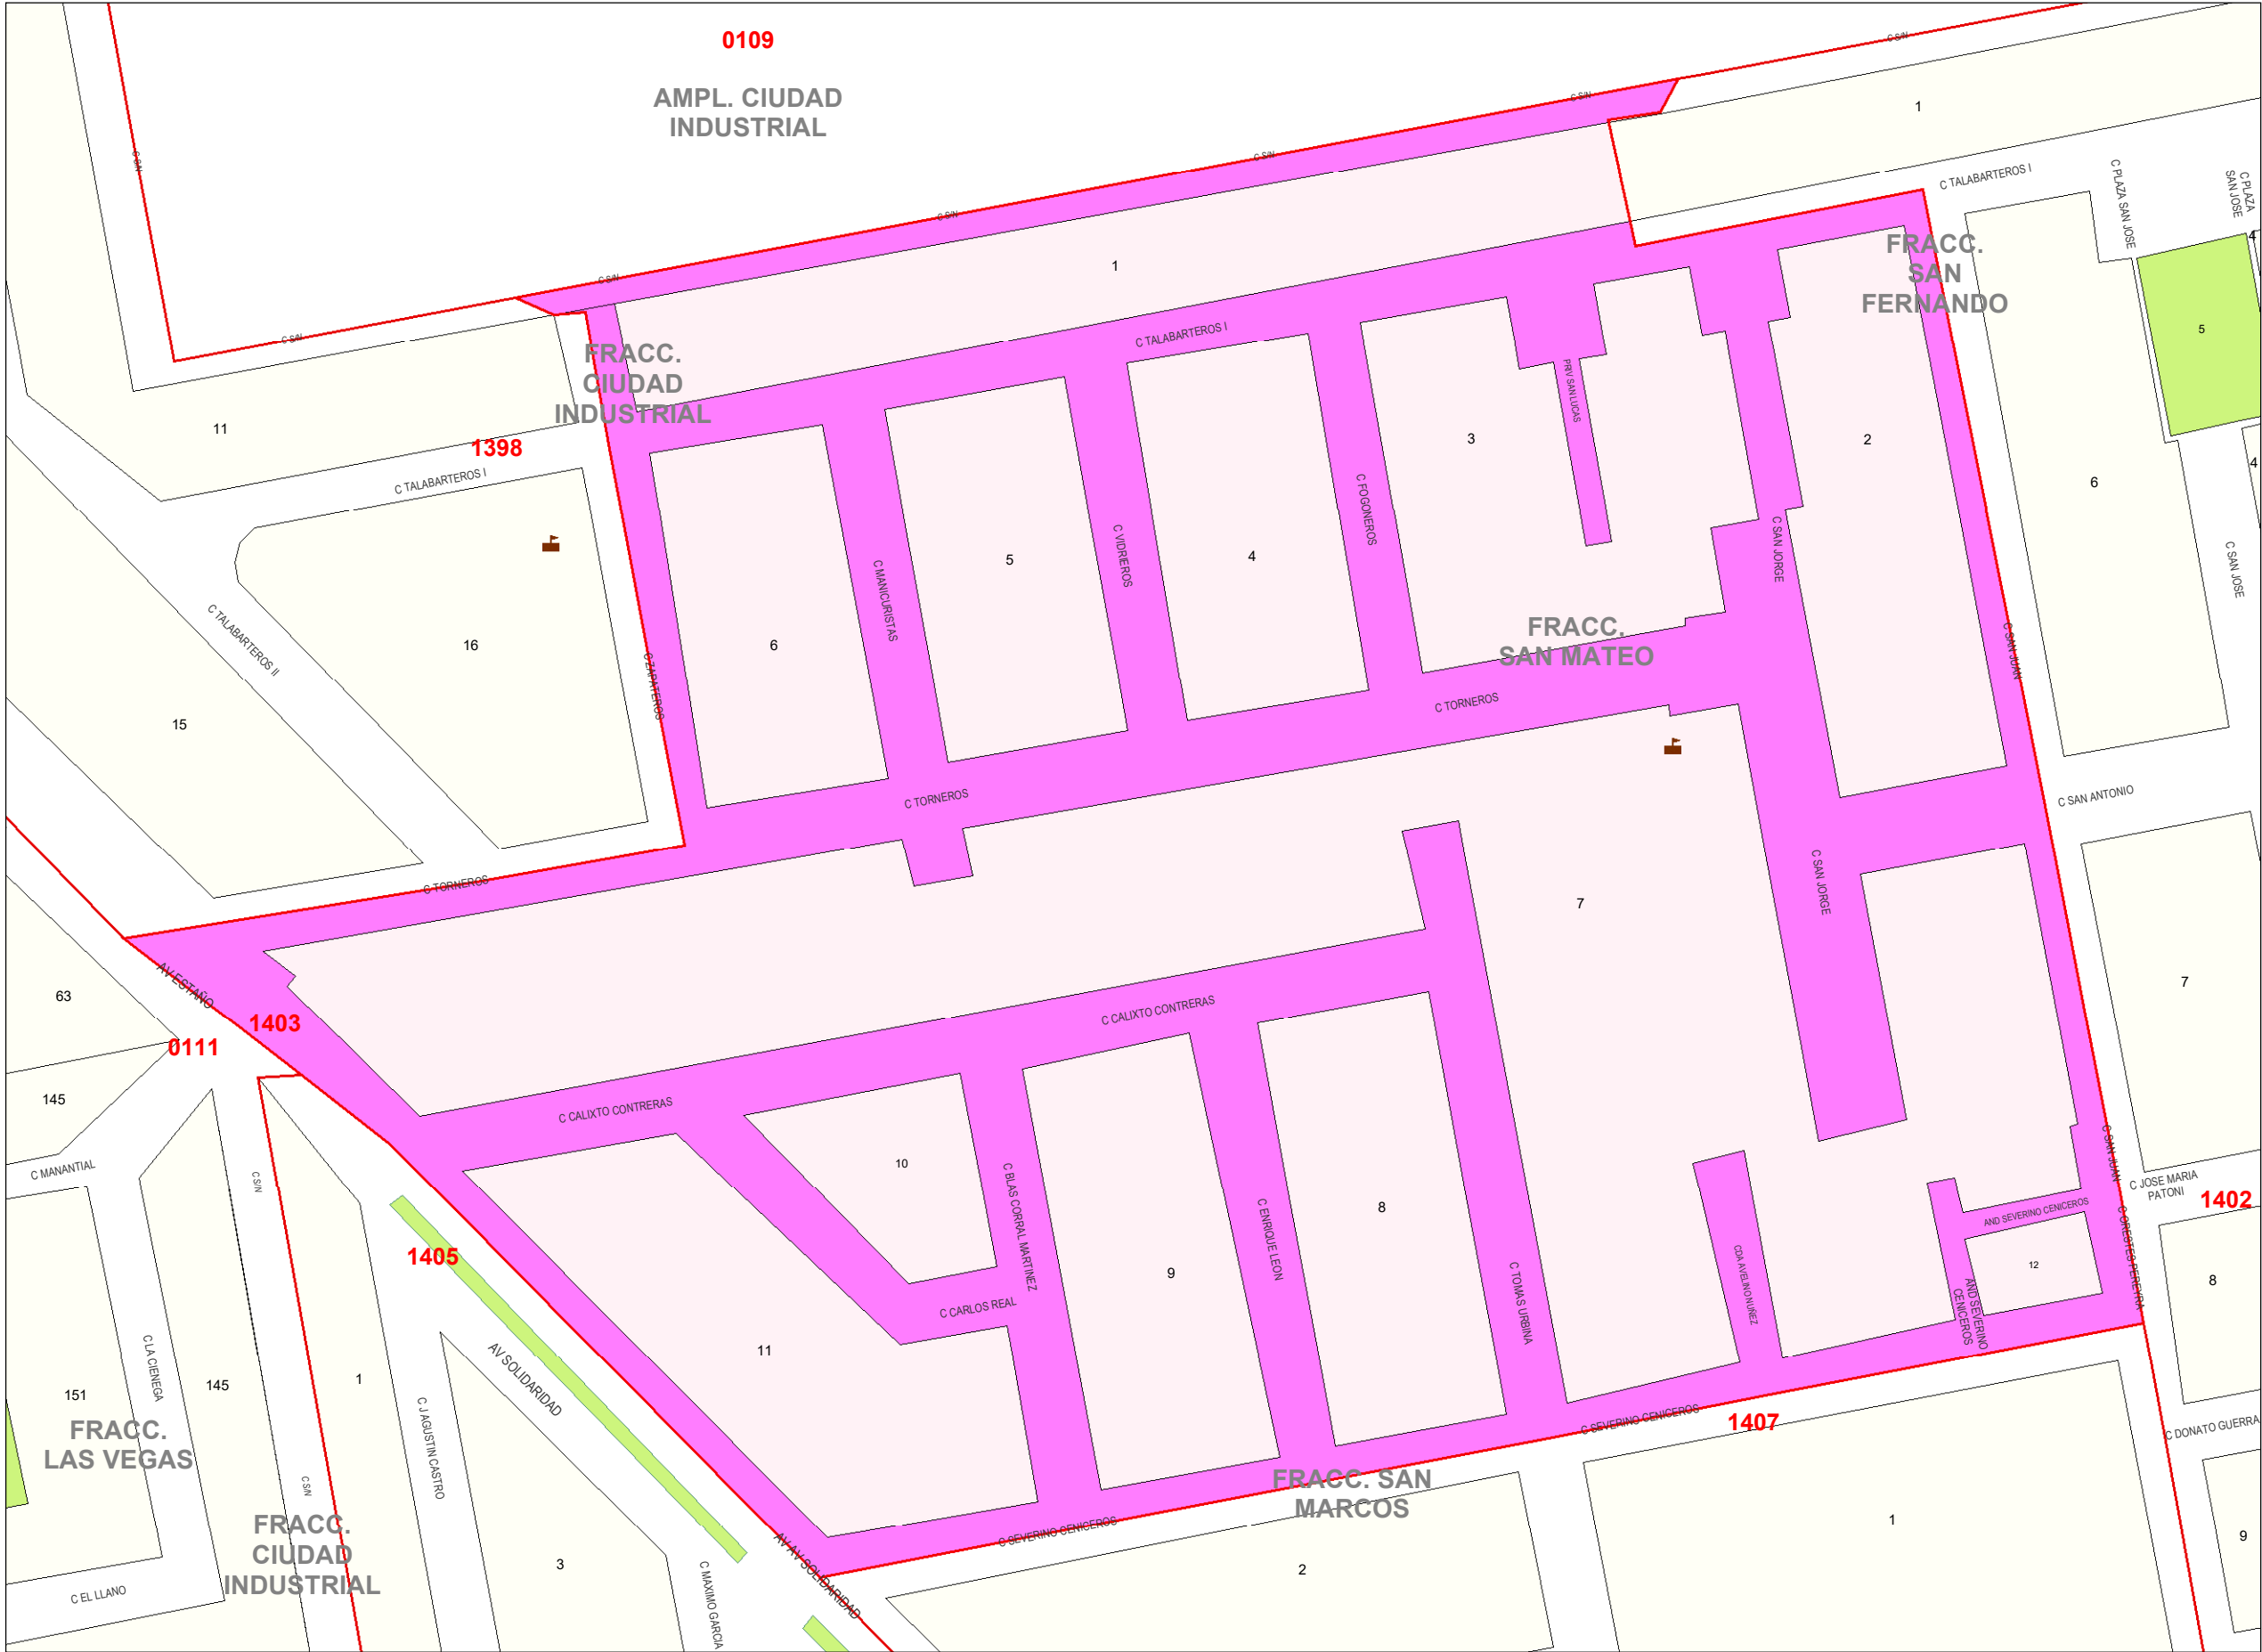 0109
AMPL. CIUDAD
INDUSTRIAL
C S/N
C S/N
C S/N
C S/N
C S/N
C S/N
C S/N
1
1
C TALABARTEROS I
C PLAZA SAN JOSE
C PLAZA
SAN JOSE
4
FRACC.
SAN
FERNANDO
5
4
FRACC.
CIUDAD
INDUSTRIAL
C TALABARTEROS I
11
1398
C TALABARTEROS I
PRIV SAN LUCAS
3
2
6
C SAN JOSE
C FOGONEROS
C SAN JORGE
C VIDRIEROS
C MANICURISTAS
5
4
6
16
C TALABARTEROS II
15
C ZAPATEROS
FRACC.
SAN MATEO
C SAN JUAN
C TORNEROS
C TORNEROS
C TORNEROS
C SAN ANTONIO
C SAN JORGE
7
7
63
AV ESTAÑO
1403
0111
145
C MANANTIAL
C S/N
C CALIXTO CONTRERAS
C CALIXTO CONTRERAS
10
C BLAS CORRAL MARTINEZ
C ENRIQUE LEON
8
9
C CARLOS REAL
11
C TOMAS URBINA
CDA AVELINO NUÑEZ
AND SEVERINO CENICEROS
12
AND SEVERINO
CENICEROS
C SAN JUAN
C ORESTES PEREYRA
C JOSE MARIA
PATONI
1402
8
1405
AV SOLIDARIDAD
C LA CIENEGA
151
145
1
C J AGUSTIN CASTRO
FRACC.
LAS VEGAS
C S/N
FRACC.
CIUDAD
INDUSTRIAL
C EL LLANO
3
C MAXIMO GARCIA
AV AV SOLIDARIDAD
C SEVERINO CENICEROS
C SEVERINO CENICEROS
1407
FRACC. SAN
MARCOS
2
1
C DONATO GUERRA
9